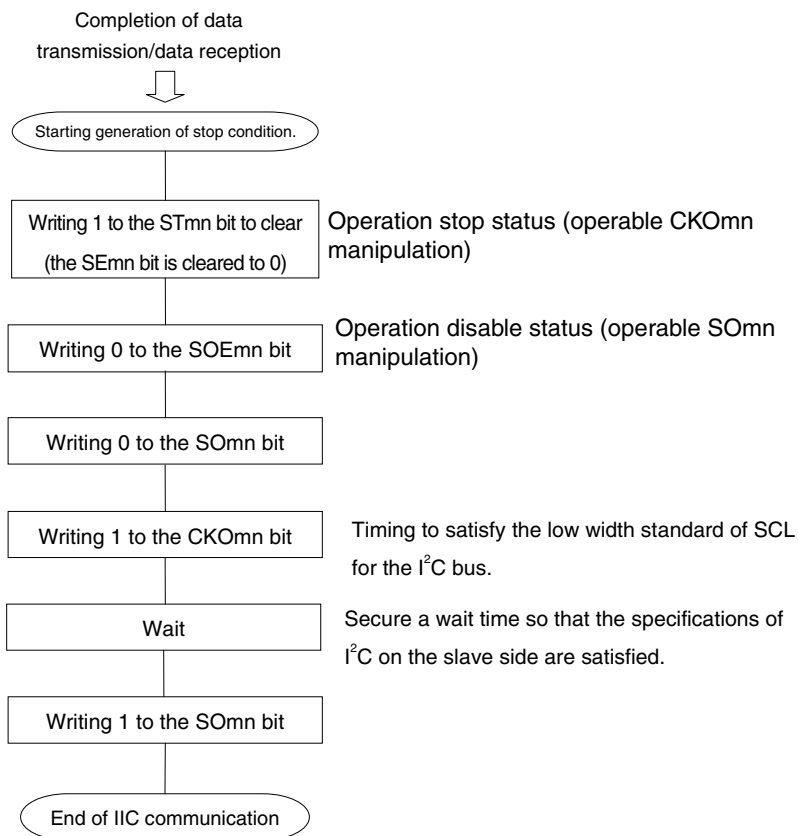 Completion of data
transmission/data reception
Starting generation of stop condition.
Writing 1 to the STmn bit to clear
(the SEmn bit is cleared to 0)
Operation stop status (operable CKOmn
manipulation)
Writing 0 to the SOEmn bit
Operation disable status (operable SOmn
manipulation)
Writing 0 to the SOmn bit
Writing 1 to the CKOmn bit
Timing to satisfy the low width standard of SCL
for the I²C bus.
Wait
Secure a wait time so that the specifications of
I²C on the slave side are satisfied.
Writing 1 to the SOmn bit
End of IIC communication